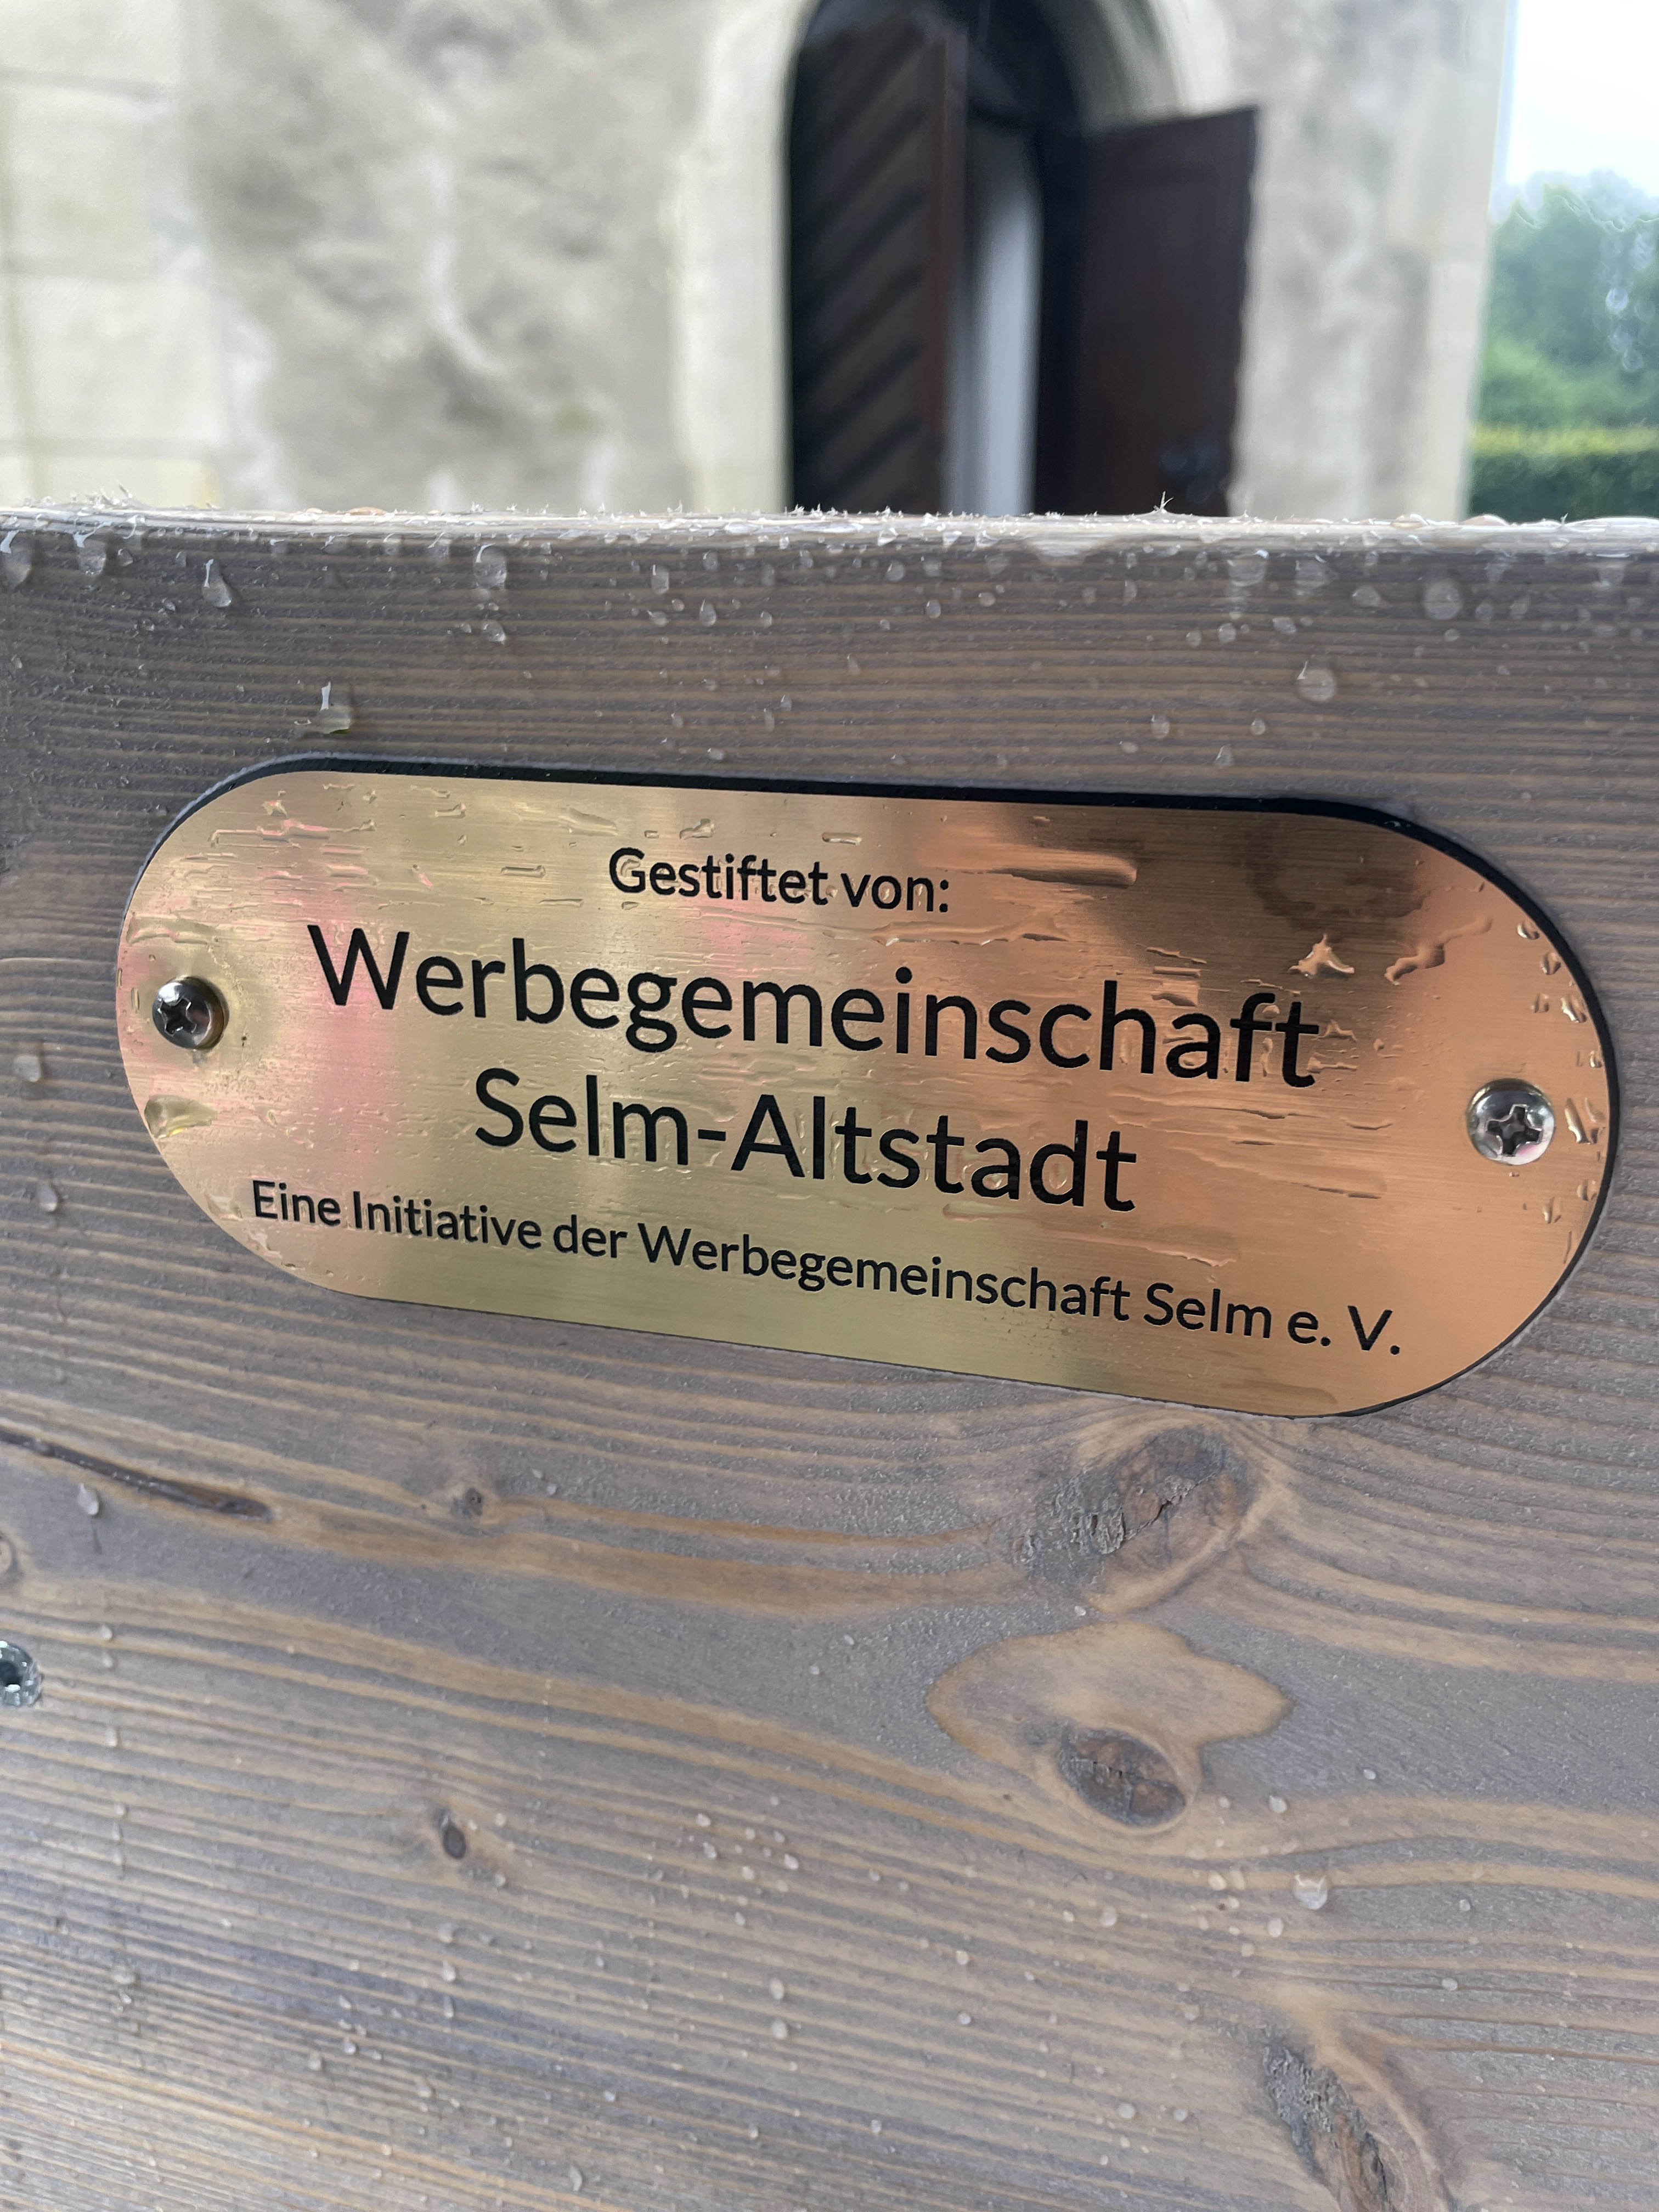 Gestiftet von:
Werbegemeinschaft
Selm-Altstadt
Eine Initiative der Werbegemeinschaft Selm e. V.